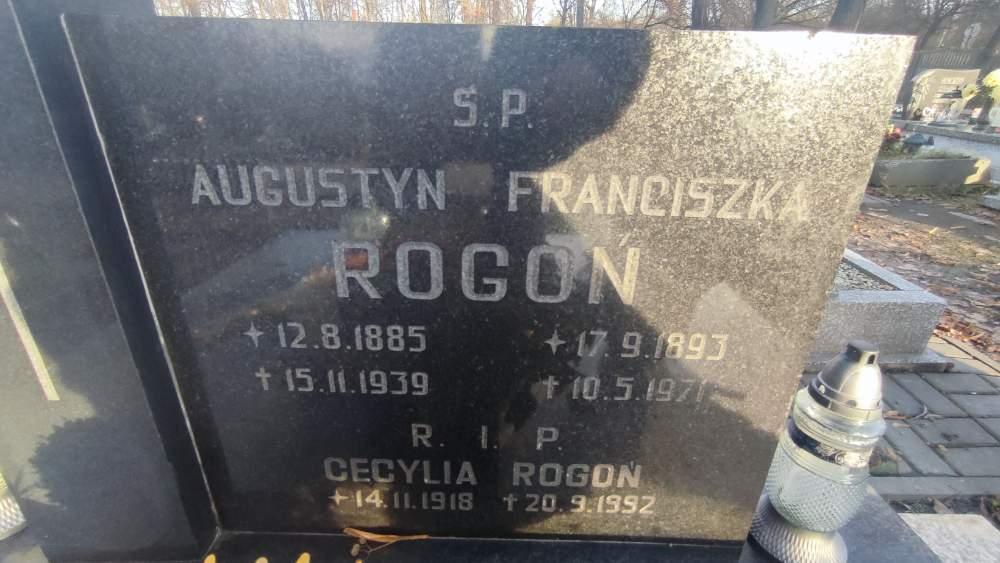 Ś.P.
AUGUSTYN FRANCISZKA
ROGOŃ
✦ 12.8.1885 ✦ 17.9.1893
† 15.11.1939 † 10.5.1971
R. I. P.
CECYLIA ROGOŃ
✦ 14.11.1918 † 20.9.1992